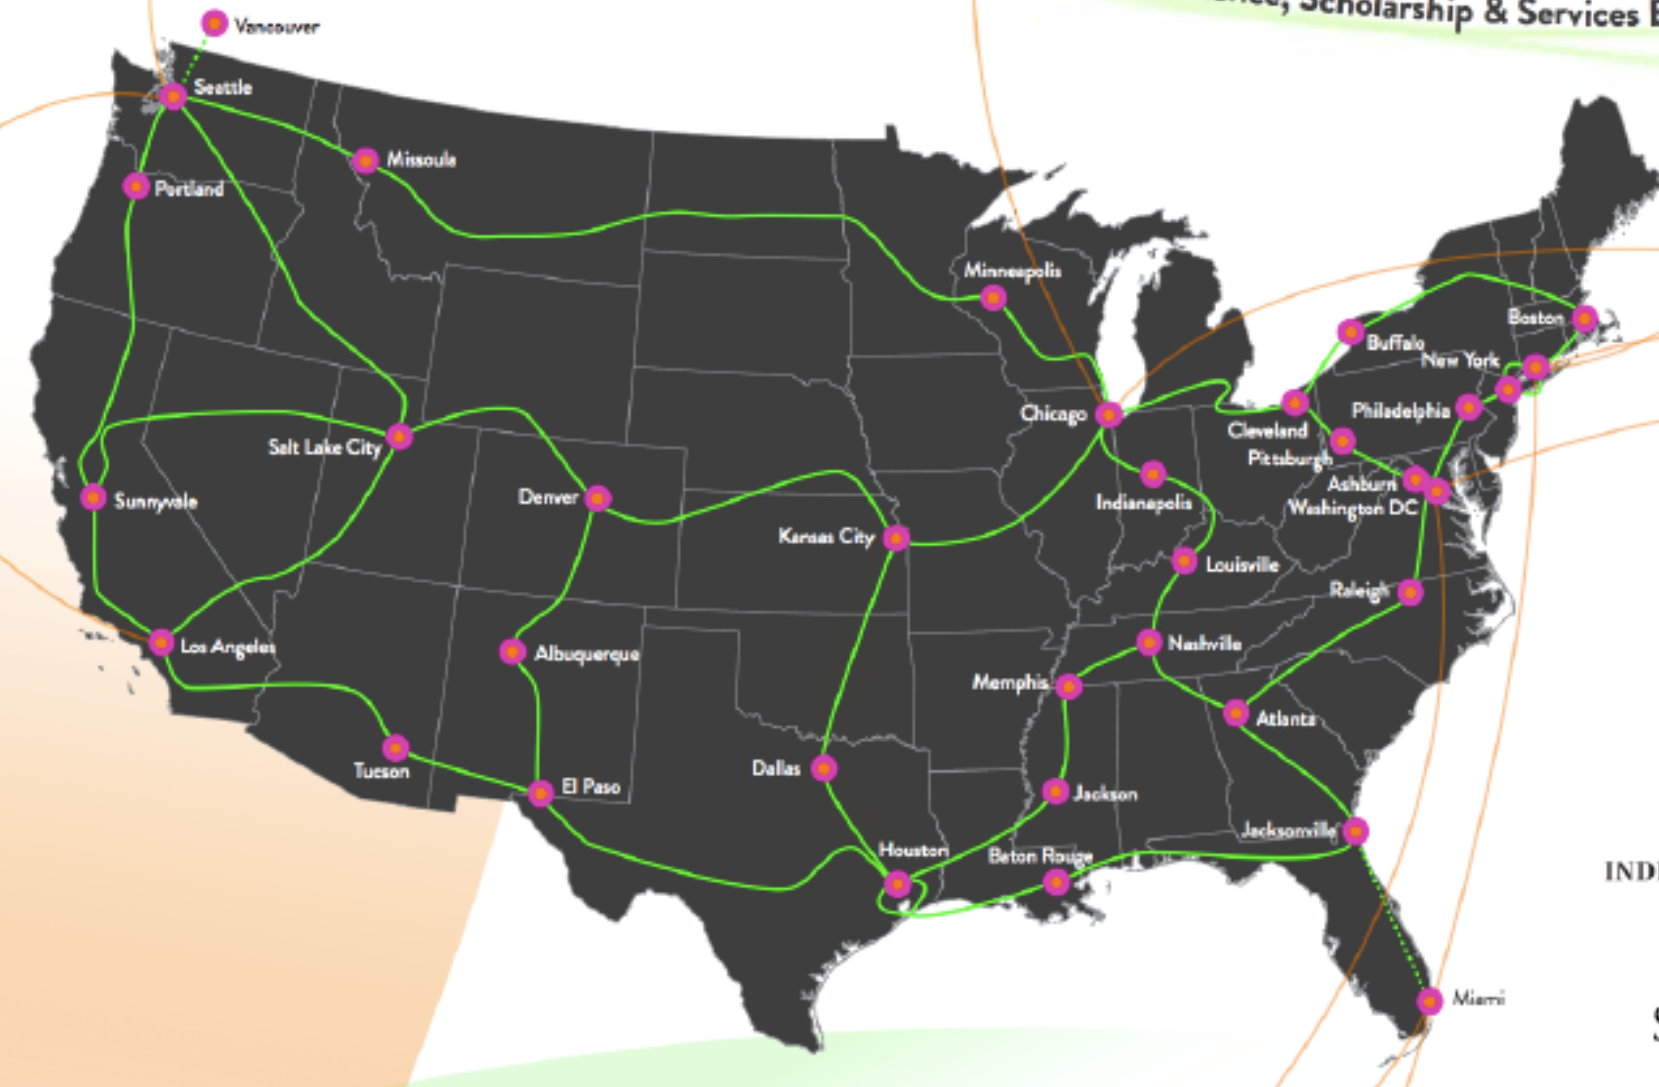 Scholarship & Services
Vancouver
Seattle
Missoula
Portland
Minneapolis
Boston
Buffalo
New York
Chicago
Philadelphia
Cleveland
Salt Lake City
Pittsburgh
Denver
Ashburn
Sunnyvale
Indianapolis
Washington DC
Kansas City
Louisville
Raleigh
Los Angeles
Albuquerque
Nashville
Memphis
Atlanta
Tucson
Dallas
El Paso
Jackson
Jacksonville
Houston
Baton Rouge
IND
Miami